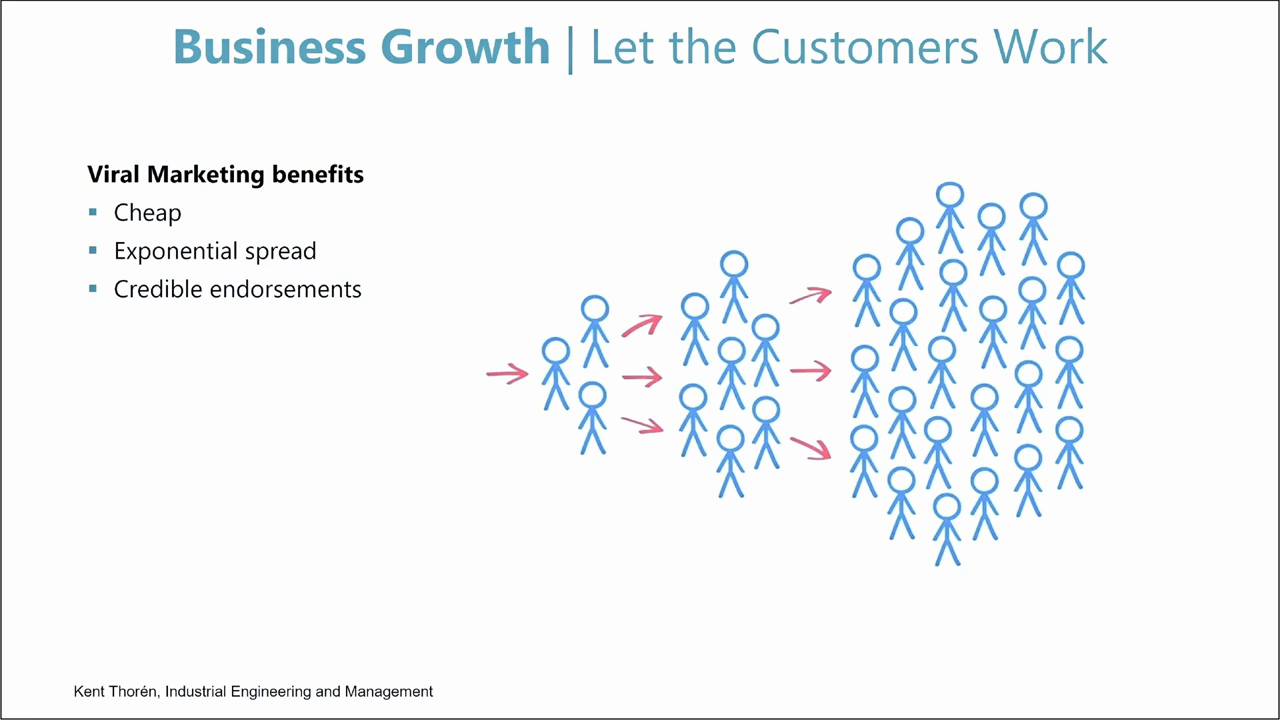 Business Growth | Let the Customers Work
Viral Marketing benefits
▪ Cheap
▪ Exponential spread
▪ Credible endorsements
Kent Thorén, Industrial Engineering and Management